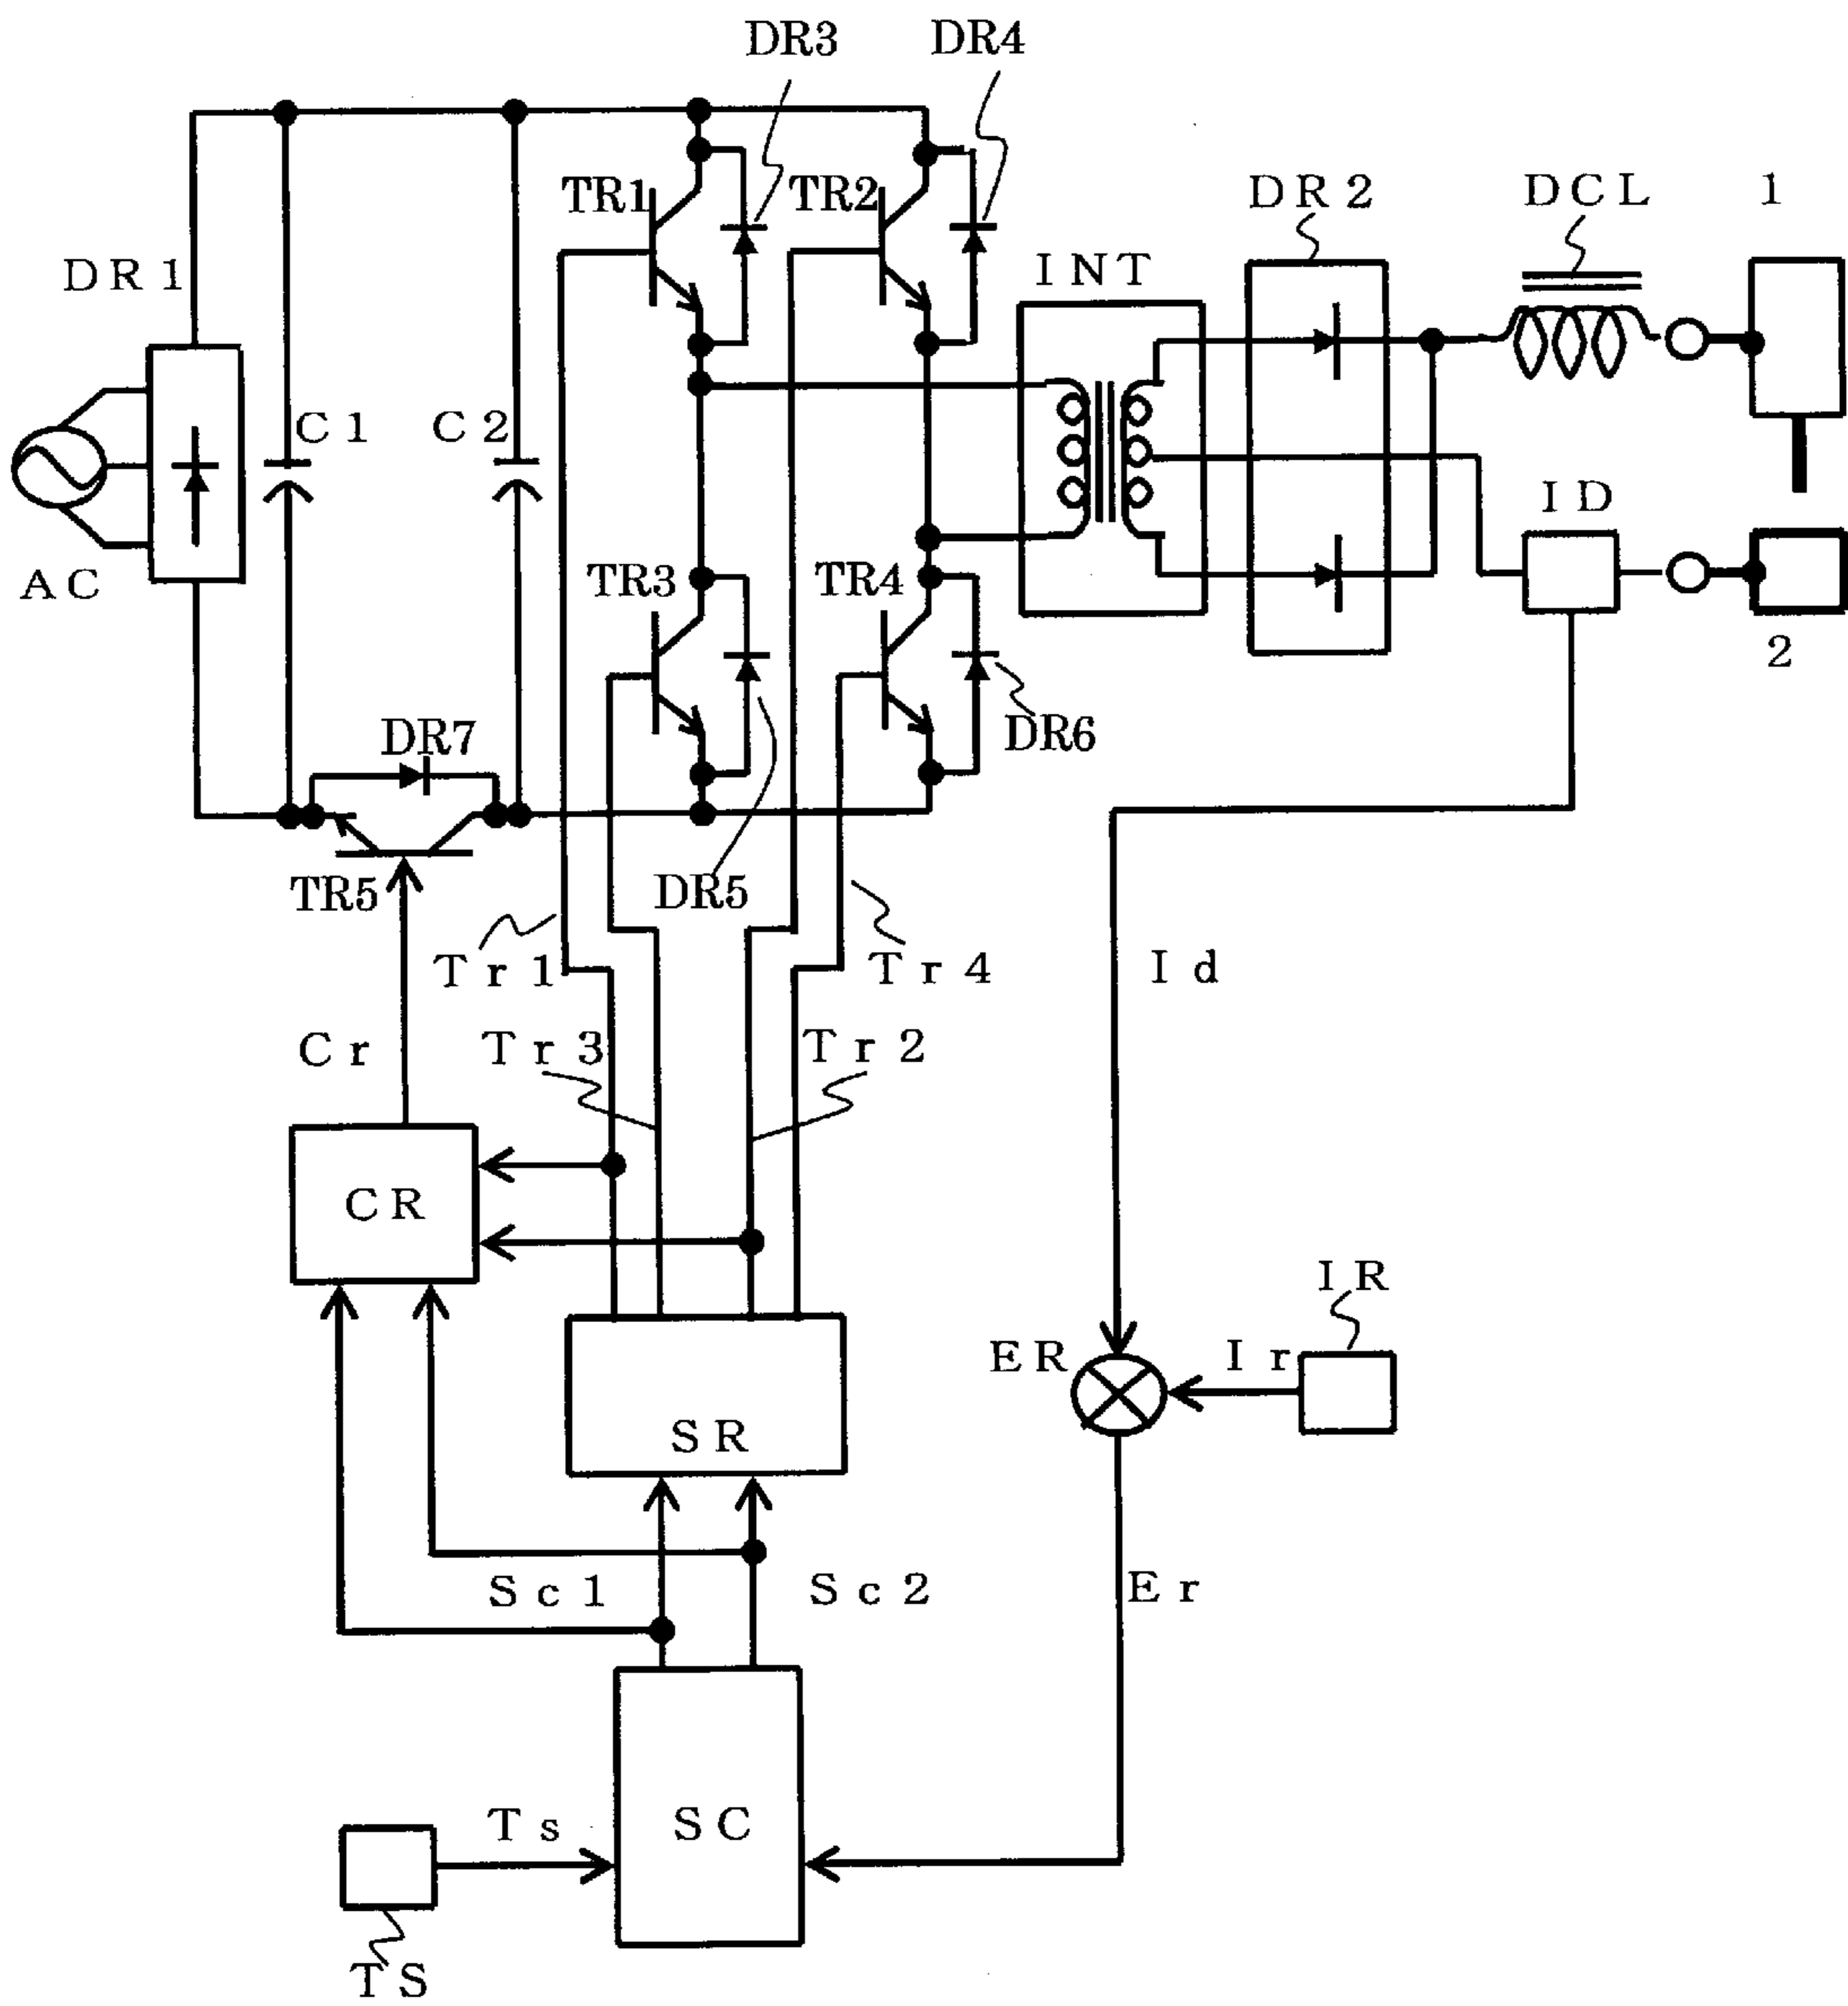 DR3
DR4
TR1
TR2
DR2
DCL
1
DR1
INT
C1
C2
ID
AC
TR3
TR4
2
DR7
DR6
TR5
DR5
Tr1
Tr4
Id
Cr
Tr3
Tr2
CR
IR
ER
Ir
SR
Sc1
Sc2
Er
Ts
SC
TS